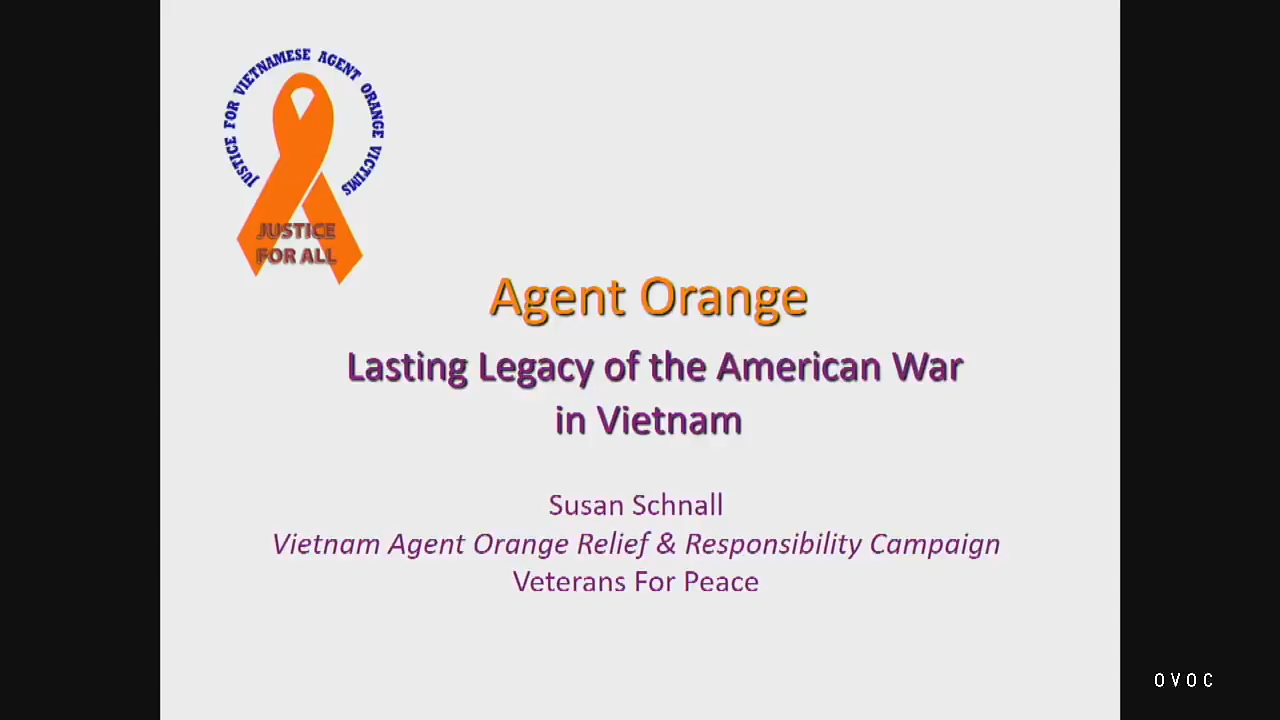 JUSTICE FOR VIETNAMESE AGENT ORANGE VICTIMS
JUSTICE
FOR ALL
Agent Orange
Lasting Legacy of the American War
in Vietnam
Susan Schnall
Vietnam Agent Orange Relief & Responsibility Campaign
Veterans For Peace
OVOC